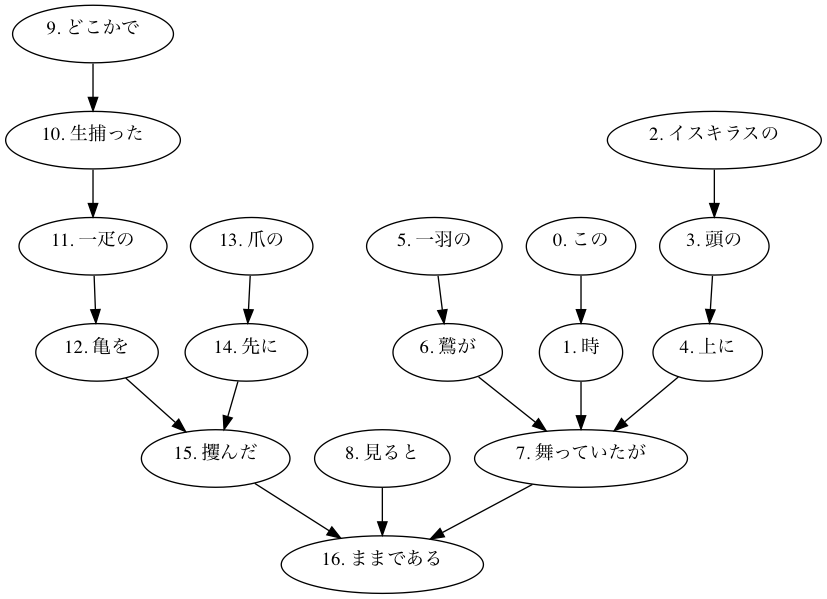 9. どこかで
10. 生捕った
2. イスキラスの
11. 一疋の
13. 爪の
5. 一羽の
0. この
3. 頭の
12. 亀を
14. 先に
6. 鷲が
1. 時
4. 上に
15. 攫んだ
8. 見ると
7. 舞っていたが
16. ままである